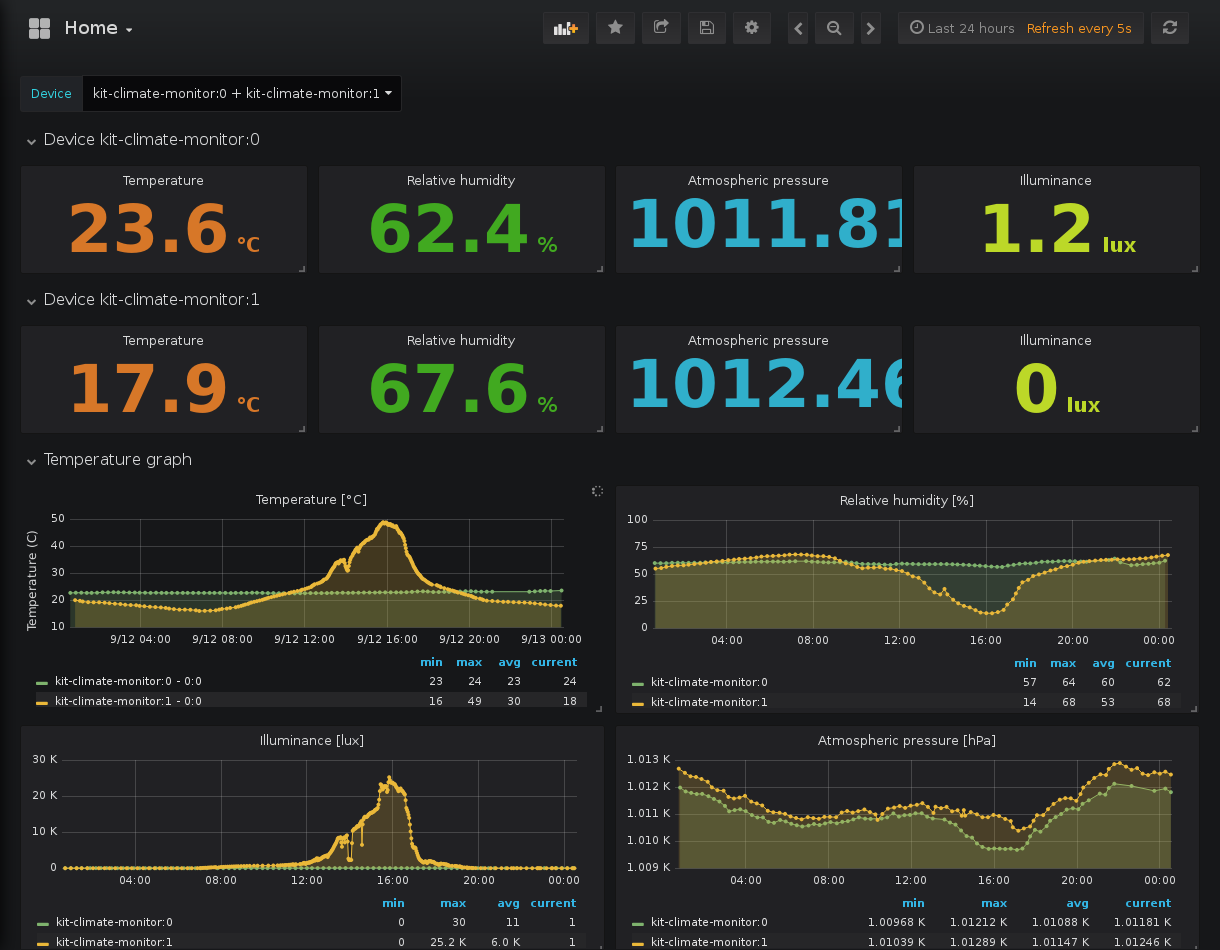 Home
Last 24 hours Refresh every 5s
Device kit-climate-monitor:0 + kit-climate-monitor:1
Device kit-climate-monitor:0
Temperature Relative humidity Atmospheric pressure Illuminance
23.6 °C 62.4 % 1011.81 1.2 lux
Device kit-climate-monitor:1
Temperature Relative humidity Atmospheric pressure Illuminance
17.9 °C 67.6 % 1012.46 0 lux
Temperature graph
Temperature [°C]
Temperature (C)
50
40
30
20
10
9/12 04:00 9/12 08:00 9/12 12:00 9/12 16:00 9/12 20:00 9/13 00:00
min max avg current
kit-climate-monitor:0 - 0:0 23 24 23 24
kit-climate-monitor:1 - 0:0 16 49 30 18
Relative humidity [%]
100
75
50
25
0
04:00 08:00 12:00 16:00 20:00 00:00
min max avg current
kit-climate-monitor:0 57 64 60 62
kit-climate-monitor:1 14 68 53 68
Illuminance [lux]
30 K
20 K
10 K
0
04:00 08:00 12:00 16:00 20:00 00:00
min max avg current
kit-climate-monitor:0 0 30 11 1
kit-climate-monitor:1 0 25.2 K 6.0 K 1
Atmospheric pressure [hPa]
1.013 K
1.012 K
1.011 K
1.010 K
1.009 K
04:00 08:00 12:00 16:00 20:00 00:00
min max avg current
kit-climate-monitor:0 1.00968 K 1.01212 K 1.01088 K 1.01181 K
kit-climate-monitor:1 1.01039 K 1.01289 K 1.01147 K 1.01246 K